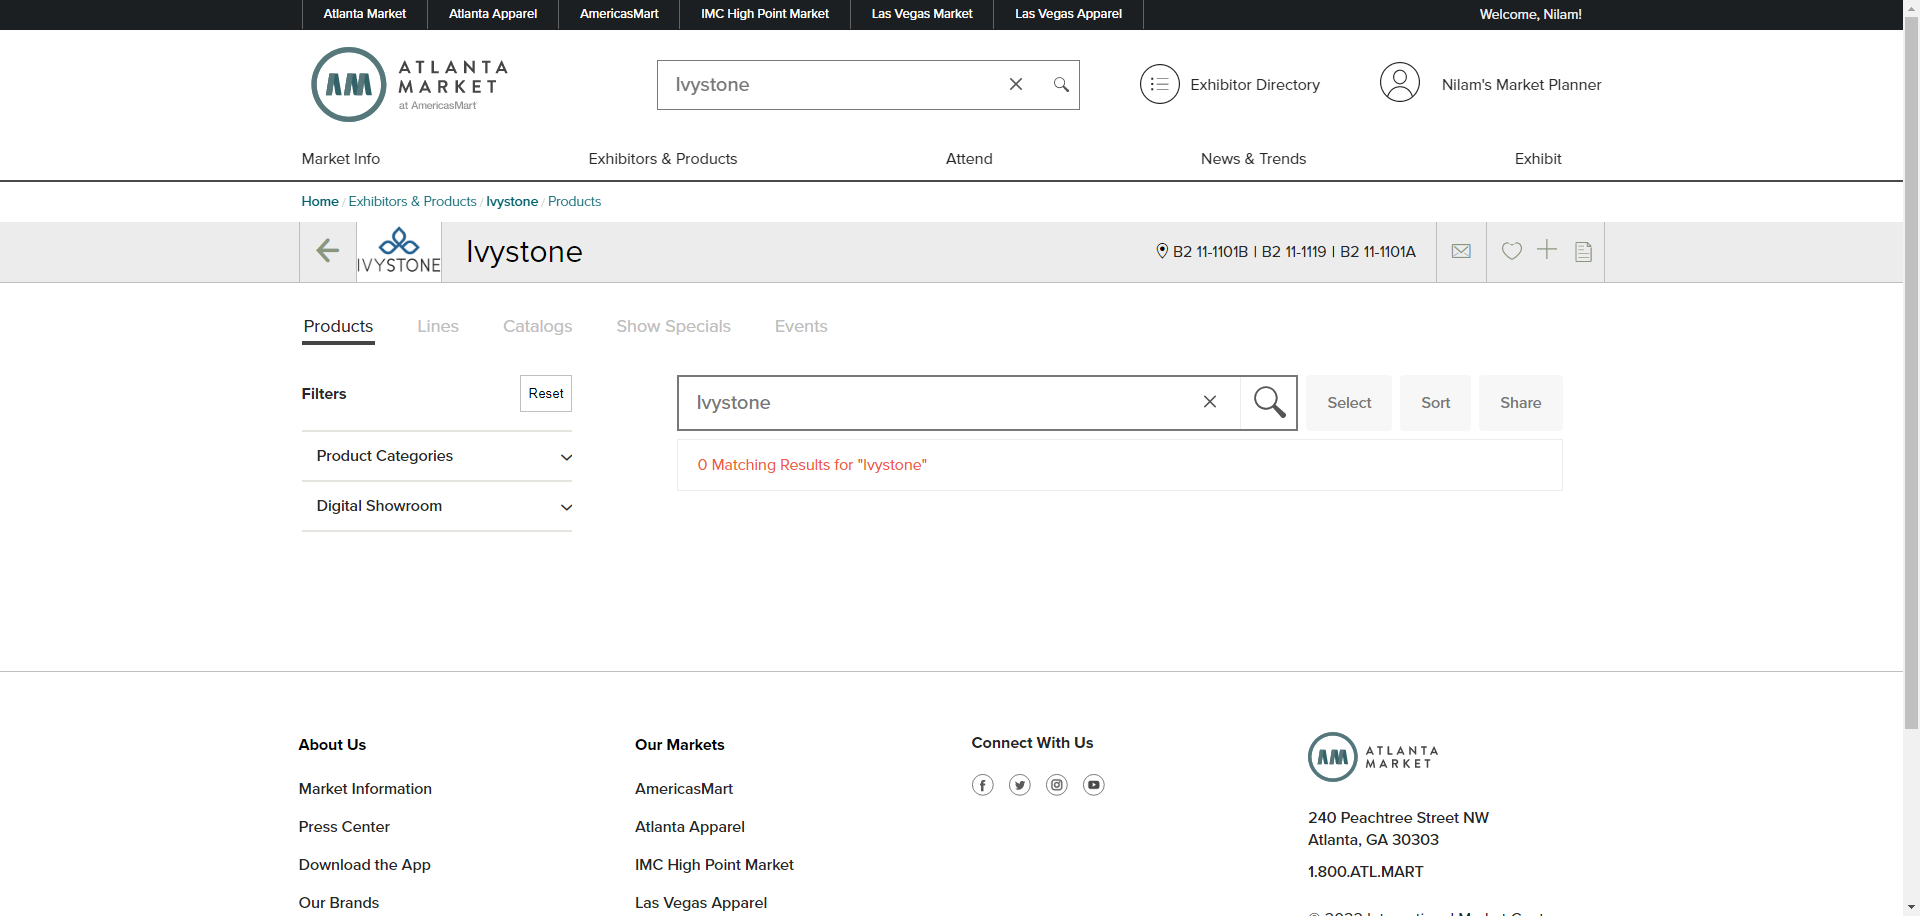 Atlanta Market Atlanta Apparel AmericasMart IMC High Point Market Las Vegas Market Las Vegas Apparel Welcome, Nilam!
AM ATLANTA MARKET at AmericasMart
Ivystone
Exhibitor Directory
Nilam's Market Planner
Market Info Exhibitors & Products Attend News & Trends Exhibit
Home / Exhibitors & Products / Ivystone / Products
IVYSTONE
Ivystone
B2 11-1101B | B2 11-1119 | B2 11-1101A
Products Lines Catalogs Show Specials Events
Filters
Reset
Product Categories
Digital Showroom
Ivystone
Select Sort Share
0 Matching Results for "Ivystone"
About Us
Market Information
Press Center
Download the App
Our Brands
Our Markets
AmericasMart
Atlanta Apparel
IMC High Point Market
Las Vegas Apparel
Connect With Us
AM ATLANTA MARKET
240 Peachtree Street NW
Atlanta, GA 30303
1.800.ATL.MART